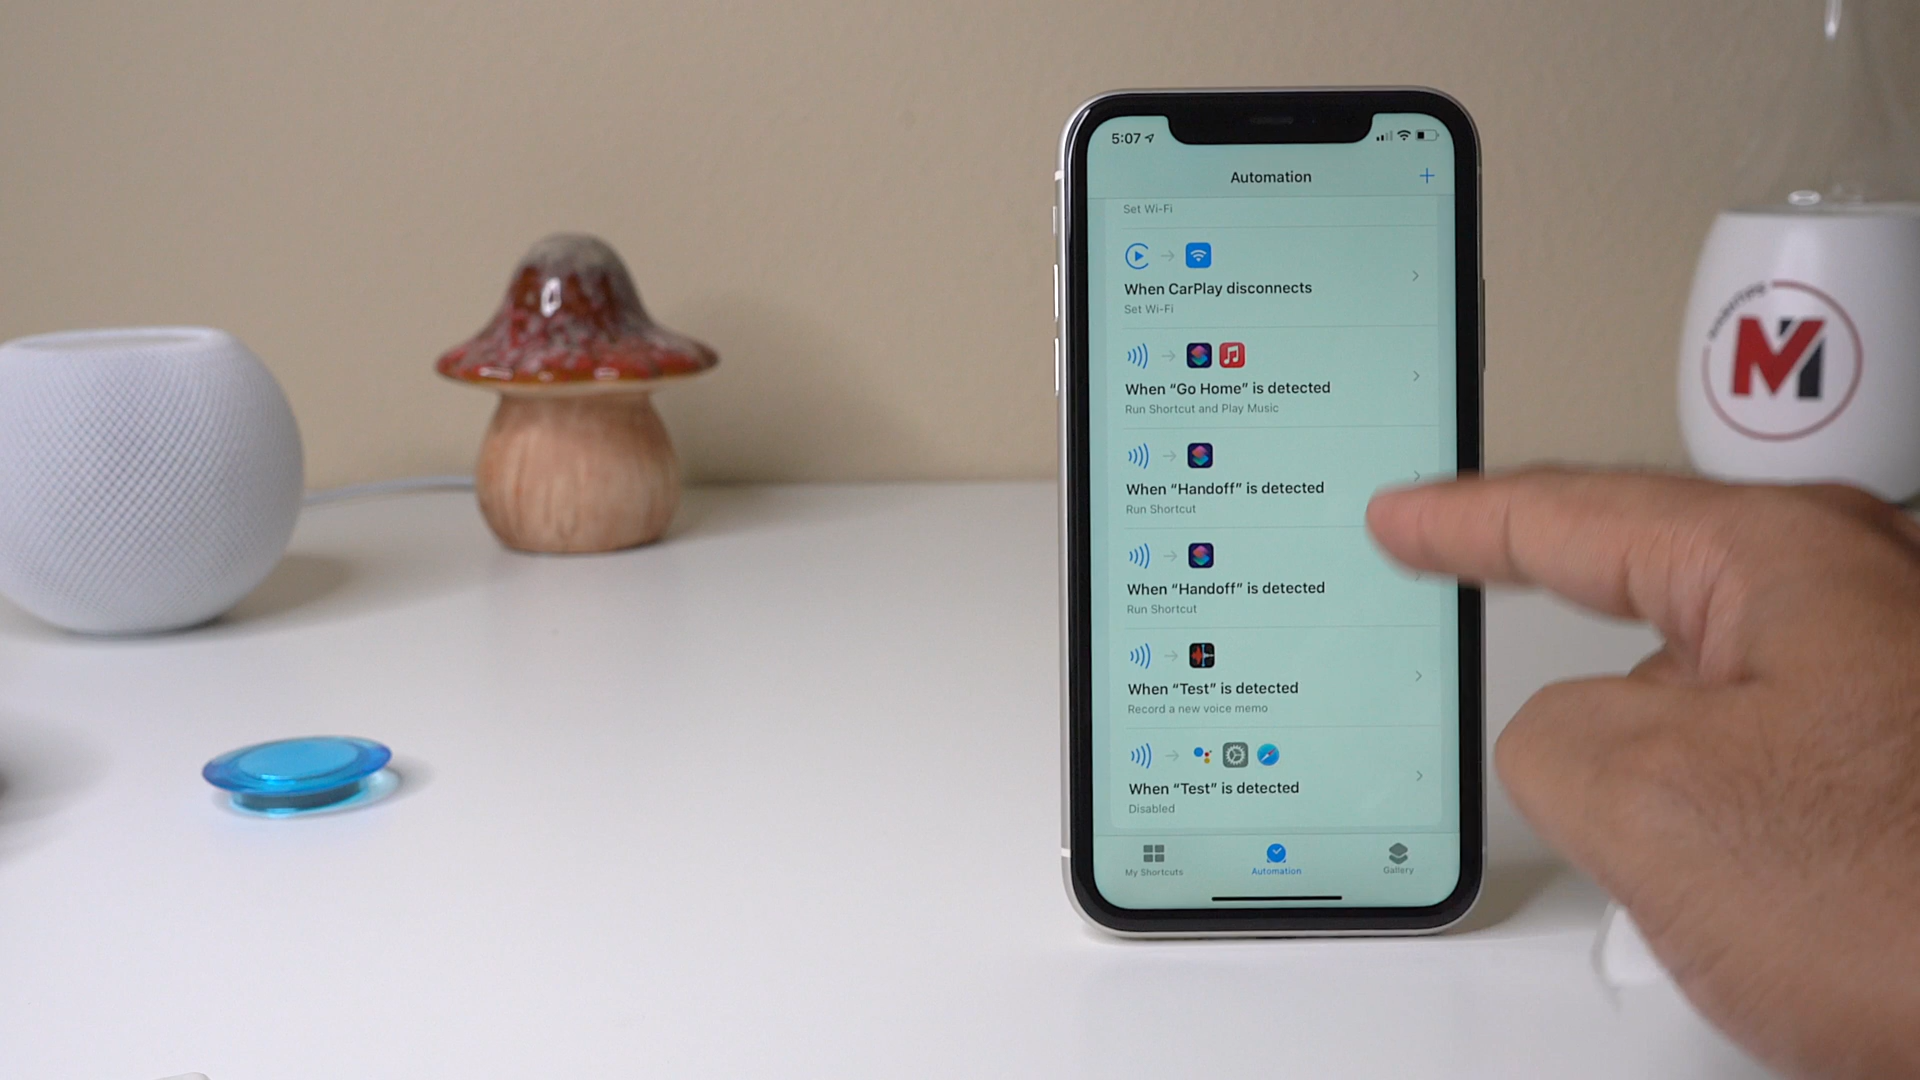 5:07
Automation
Set Wi-Fi
When CarPlay disconnects
Set Wi-Fi
When “Go Home” is detected
Run Shortcut and Play Music
When “Handoff” is detected
Run Shortcut
When “Handoff” is detected
Run Shortcut
When “Test” is detected
Record a new voice memo
When “Test” is detected
Disabled
My Shortcuts
Automation
Gallery